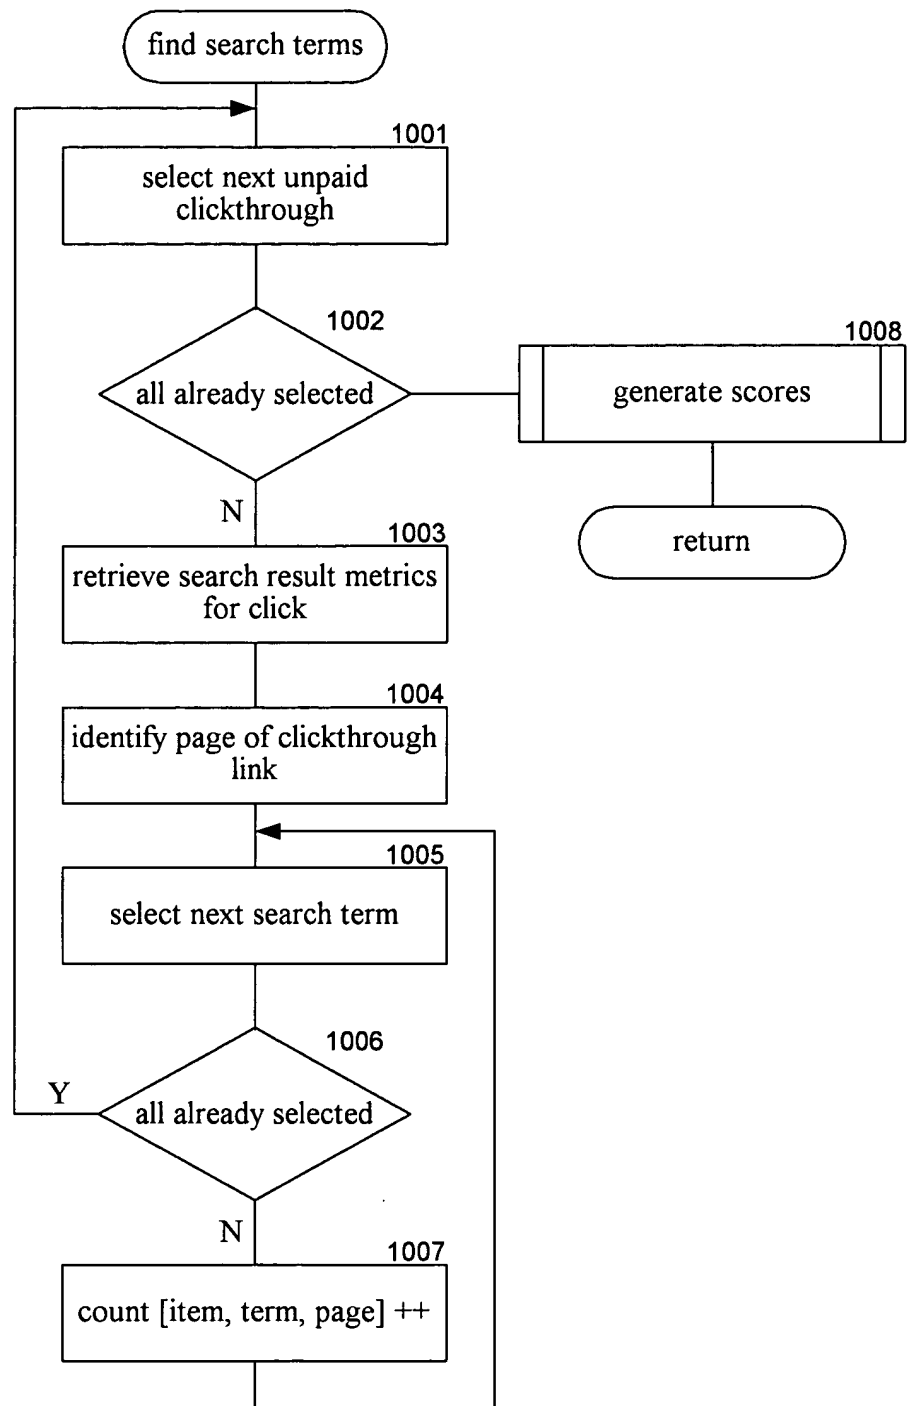 find search terms
1001
select next unpaid
clickthrough
1002
all already selected
1008
generate scores
return
N
1003
retrieve search result metrics
for click
1004
identify page of clickthrough
link
1005
select next search term
1006
Y
all already selected
N
1007
count [item, term, page] ++